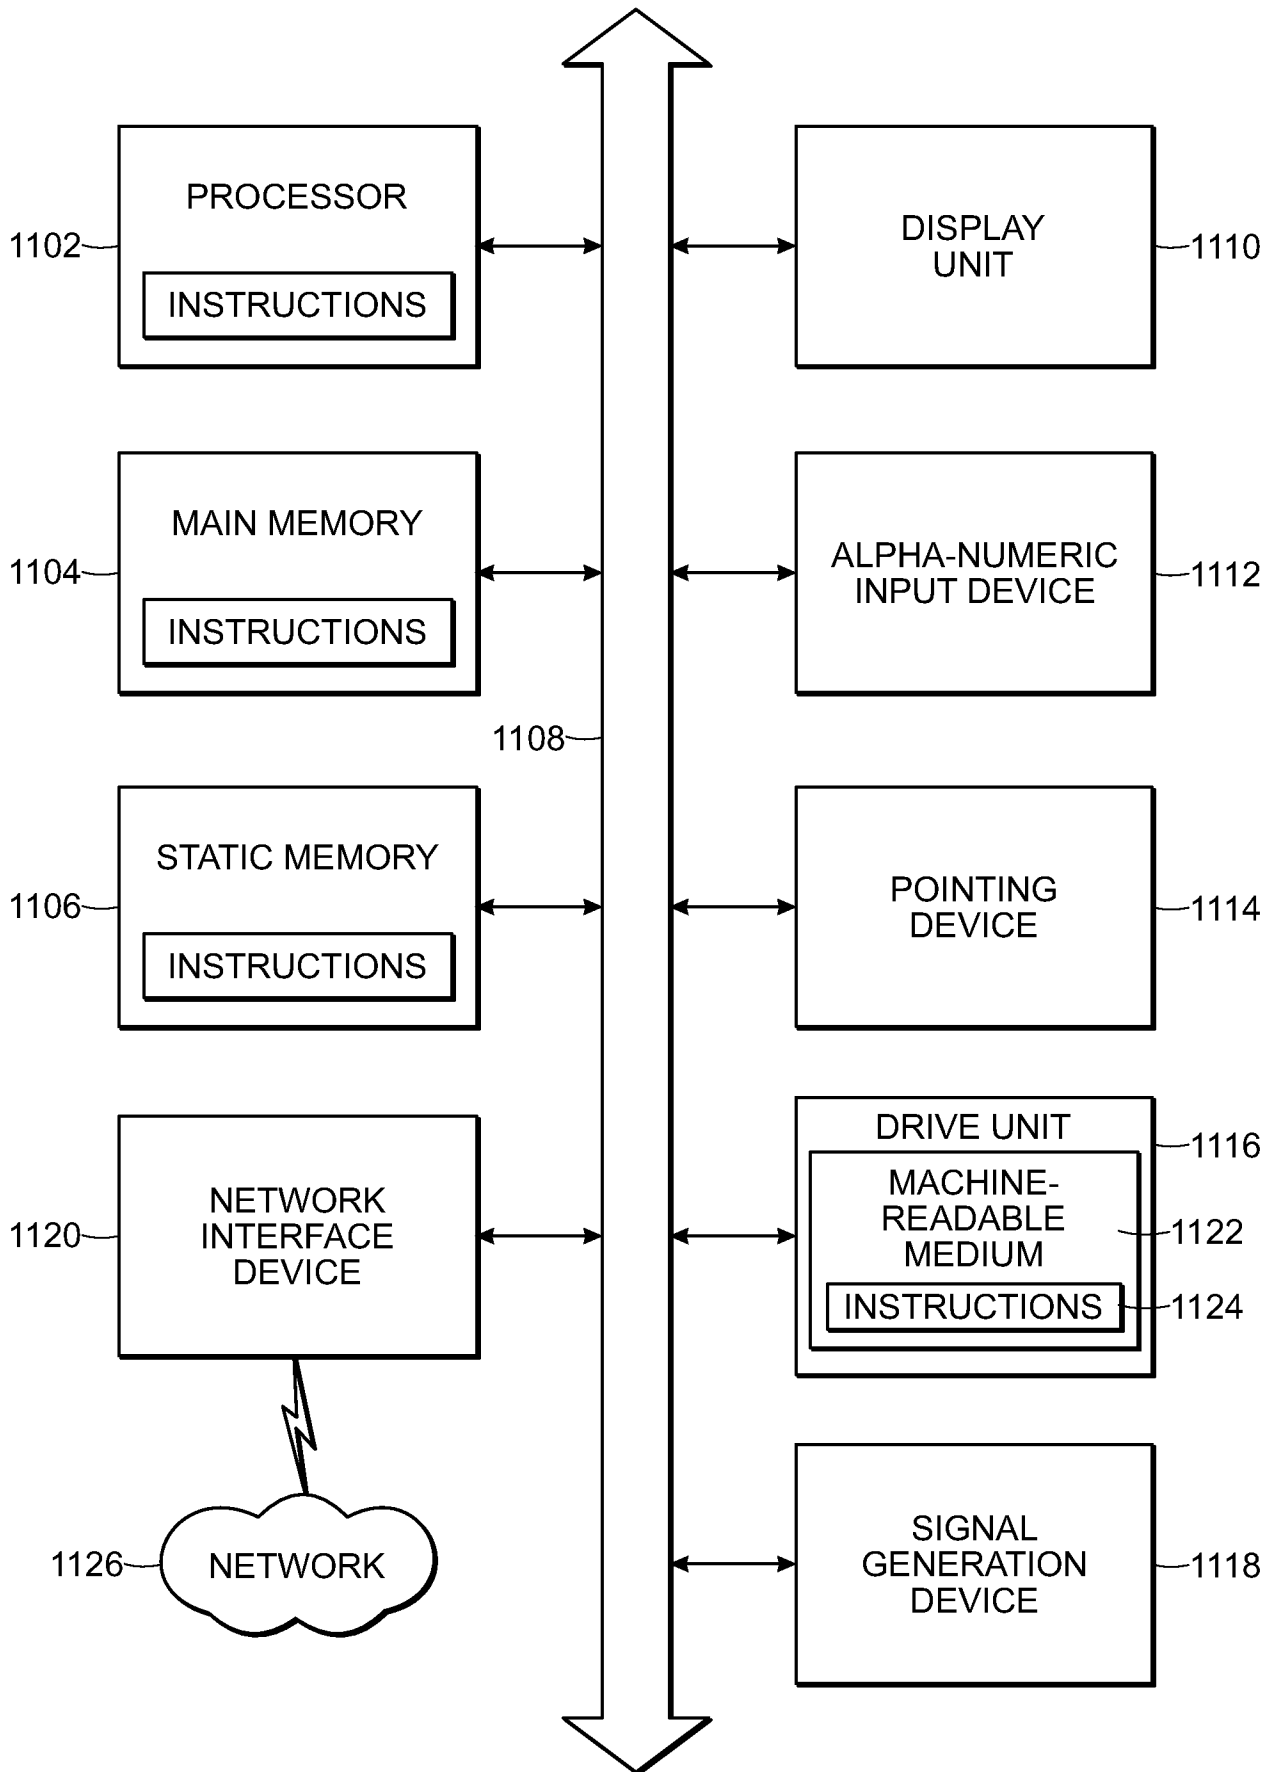 PROCESSOR
1102
INSTRUCTIONS
DISPLAY
UNIT
1110
MAIN MEMORY
1104
INSTRUCTIONS
ALPHA-NUMERIC
INPUT DEVICE
1112
1108
STATIC MEMORY
1106
INSTRUCTIONS
POINTING
DEVICE
1114
NETWORK
INTERFACE
DEVICE
1120
DRIVE UNIT
1116
MACHINE-
READABLE
MEDIUM
1122
INSTRUCTIONS
1124
1126
NETWORK
SIGNAL
GENERATION
DEVICE
1118